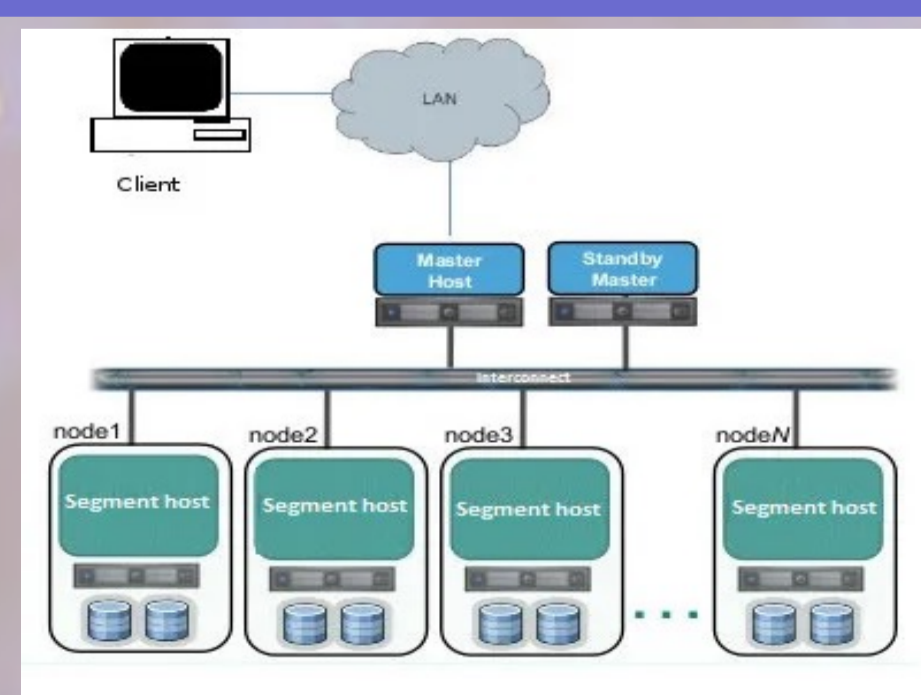 LAN
Client
Master
Host
Standby
Master
Interconnect
node1
node2
node3
nodeN
Segment host
Segment host
Segment host
Segment host
. . .